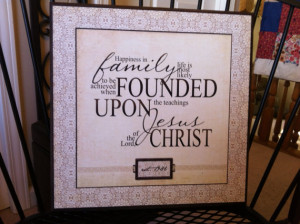 Happiness in family life is most likely
to be achieved when FOUNDED
UPON the teachings
of the Lord Jesus
CHRIST